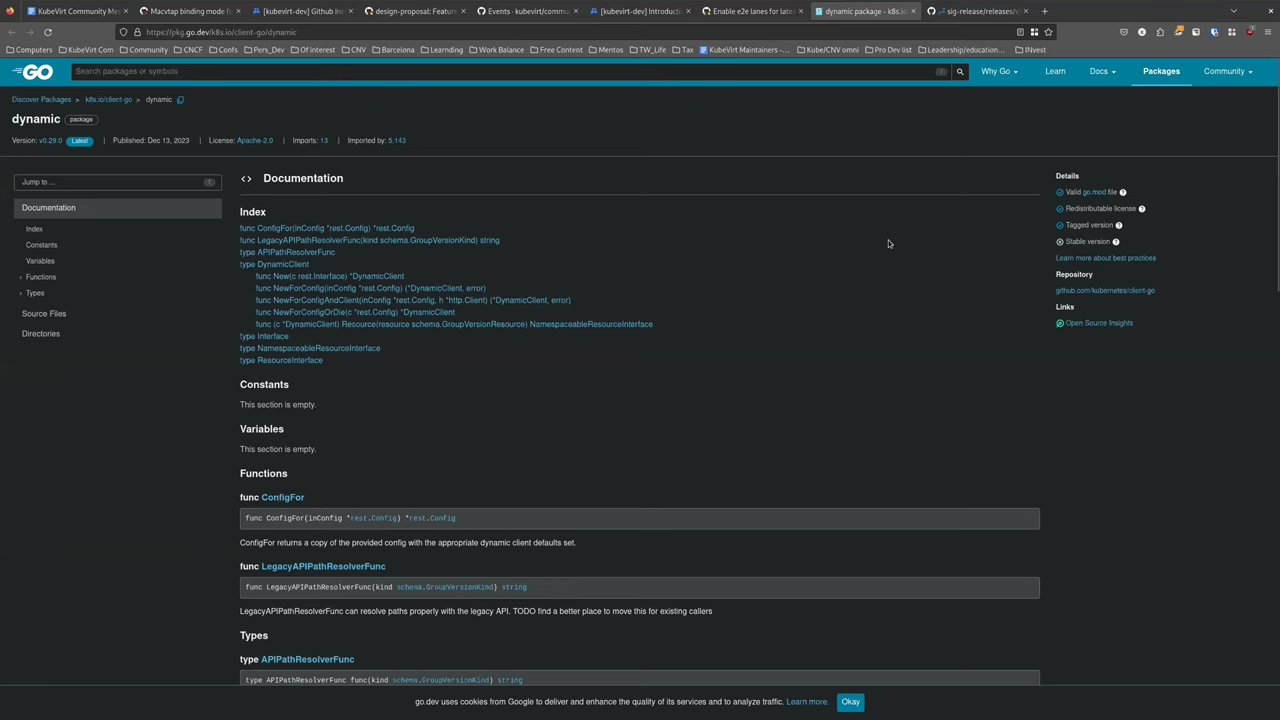 KubeVirt Community Me
Macvtap binding mode fo
[kubevirt-dev] Github Ind
design-proposal: Feature
Events · kubevirt/commu
[kubevirt-dev] Introducti
Enable e2e lanes for lates
dynamic package - k8s.io
sig-release/releases/v
https://pkg.go.dev/k8s.io/client-go/dynamic
Computers
KubeVirt Com
Community
CNCF
Confs
Pers_Dev
Of interest
CNV
Barcelona
Learnding
Work Balance
Free Content
Mentos
TW_Life
Tax
KubeVirt Maintainers –...
Kube/CNV omni
Pro Dev list
Leadership/education...
INvest
GO
Search packages or symbols
/
Why Go
Learn
Docs
Packages
Community
Discover Packages > k8s.io/client-go > dynamic
dynamic package
Version: v0.29.0 Latest | Published: Dec 13, 2023 | License: Apache-2.0 | Imports: 13 | Imported by: 5,143
Jump to ...
f
Documentation
Index
Constants
Variables
Functions
Types
Source Files
Directories
Documentation
Index
func ConfigFor(inConfig *rest.Config) *rest.Config
func LegacyAPIPathResolverFunc(kind schema.GroupVersionKind) string
type APIPathResolverFunc
type DynamicClient
func New(c rest.Interface) *DynamicClient
func NewForConfig(inConfig *rest.Config) (*DynamicClient, error)
func NewForConfigAndClient(inConfig *rest.Config, h *http.Client) (*DynamicClient, error)
func NewForConfigOrDie(c *rest.Config) *DynamicClient
func (c *DynamicClient) Resource(resource schema.GroupVersionResource) NamespaceableResourceInterface
type Interface
type NamespaceableResourceInterface
type ResourceInterface
Constants
This section is empty.
Variables
This section is empty.
Functions
func ConfigFor
func ConfigFor(inConfig *rest.Config) *rest.Config
ConfigFor returns a copy of the provided config with the appropriate dynamic client defaults set.
func LegacyAPIPathResolverFunc
func LegacyAPIPathResolverFunc(kind schema.GroupVersionKind) string
LegacyAPIPathResolverFunc can resolve paths properly with the legacy API. TODO find a better place to move this for existing callers
Types
type APIPathResolverFunc
type APIPathResolverFunc func(kind schema.GroupVersionKind) string
Details
Valid go.mod file
Redistributable license
Tagged version
Stable version
Learn more about best practices
Repository
github.com/kubernetes/client-go
Links
Open Source Insights
go.dev uses cookies from Google to deliver and enhance the quality of its services and to analyze traffic. Learn more. Okay